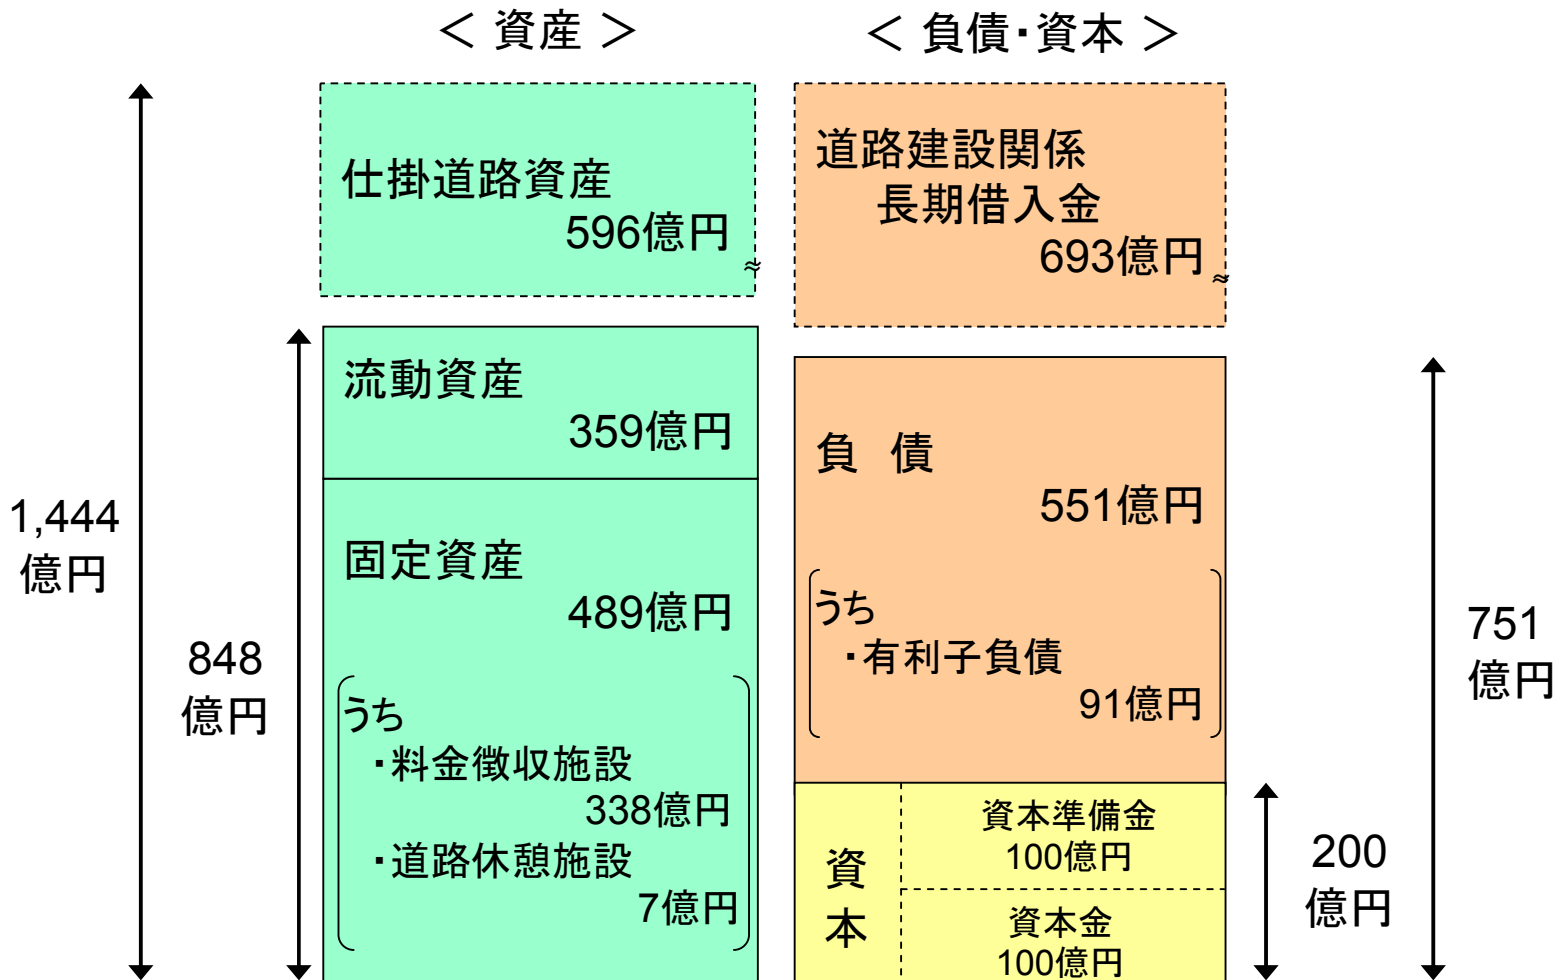 ＜ 資産 ＞
＜ 負債・資本 ＞
1,444
億円
848
億円
仕掛道路資産
596億円
≈
流動資産
359億円
固定資産
489億円
うち
・料金徴収施設
338億円
・道路休憩施設
7億円
道路建設関係
長期借入金
693億円
≈
負 債
551億円
うち
・有利子負債
91億円
資
本
資本準備金
100億円
資本金
100億円
200
億円
751
億円